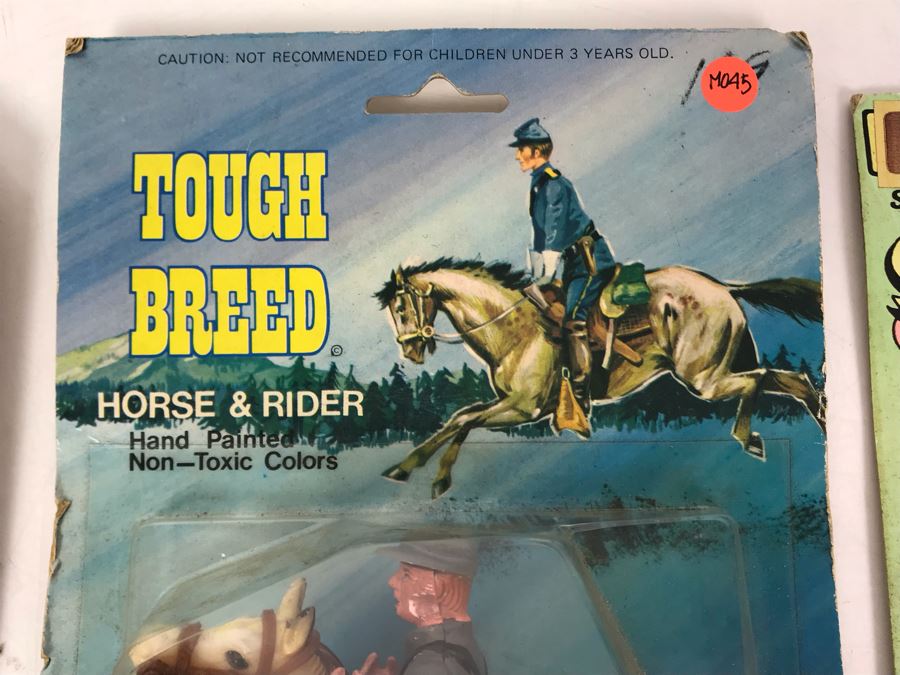 CAUTION: NOT RECOMMENDED FOR CHILDREN UNDER 3 YEARS OLD.
M045
TOUGH
BREED ©
HORSE & RIDER
Hand Painted
Non—Toxic Colors